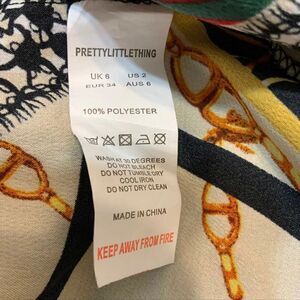 PRETTYLITTLETHING
UK 6 US 2
EUR 34 AUS 6
100% POLYESTER
WASH AT 30 DEGREES
DO NOT BLEACH
DO NOT TUMBLE DRY
COOL IRON
DO NOT DRY CLEAN
MADE IN CHINA
KEEP AWAY FROM FIRE